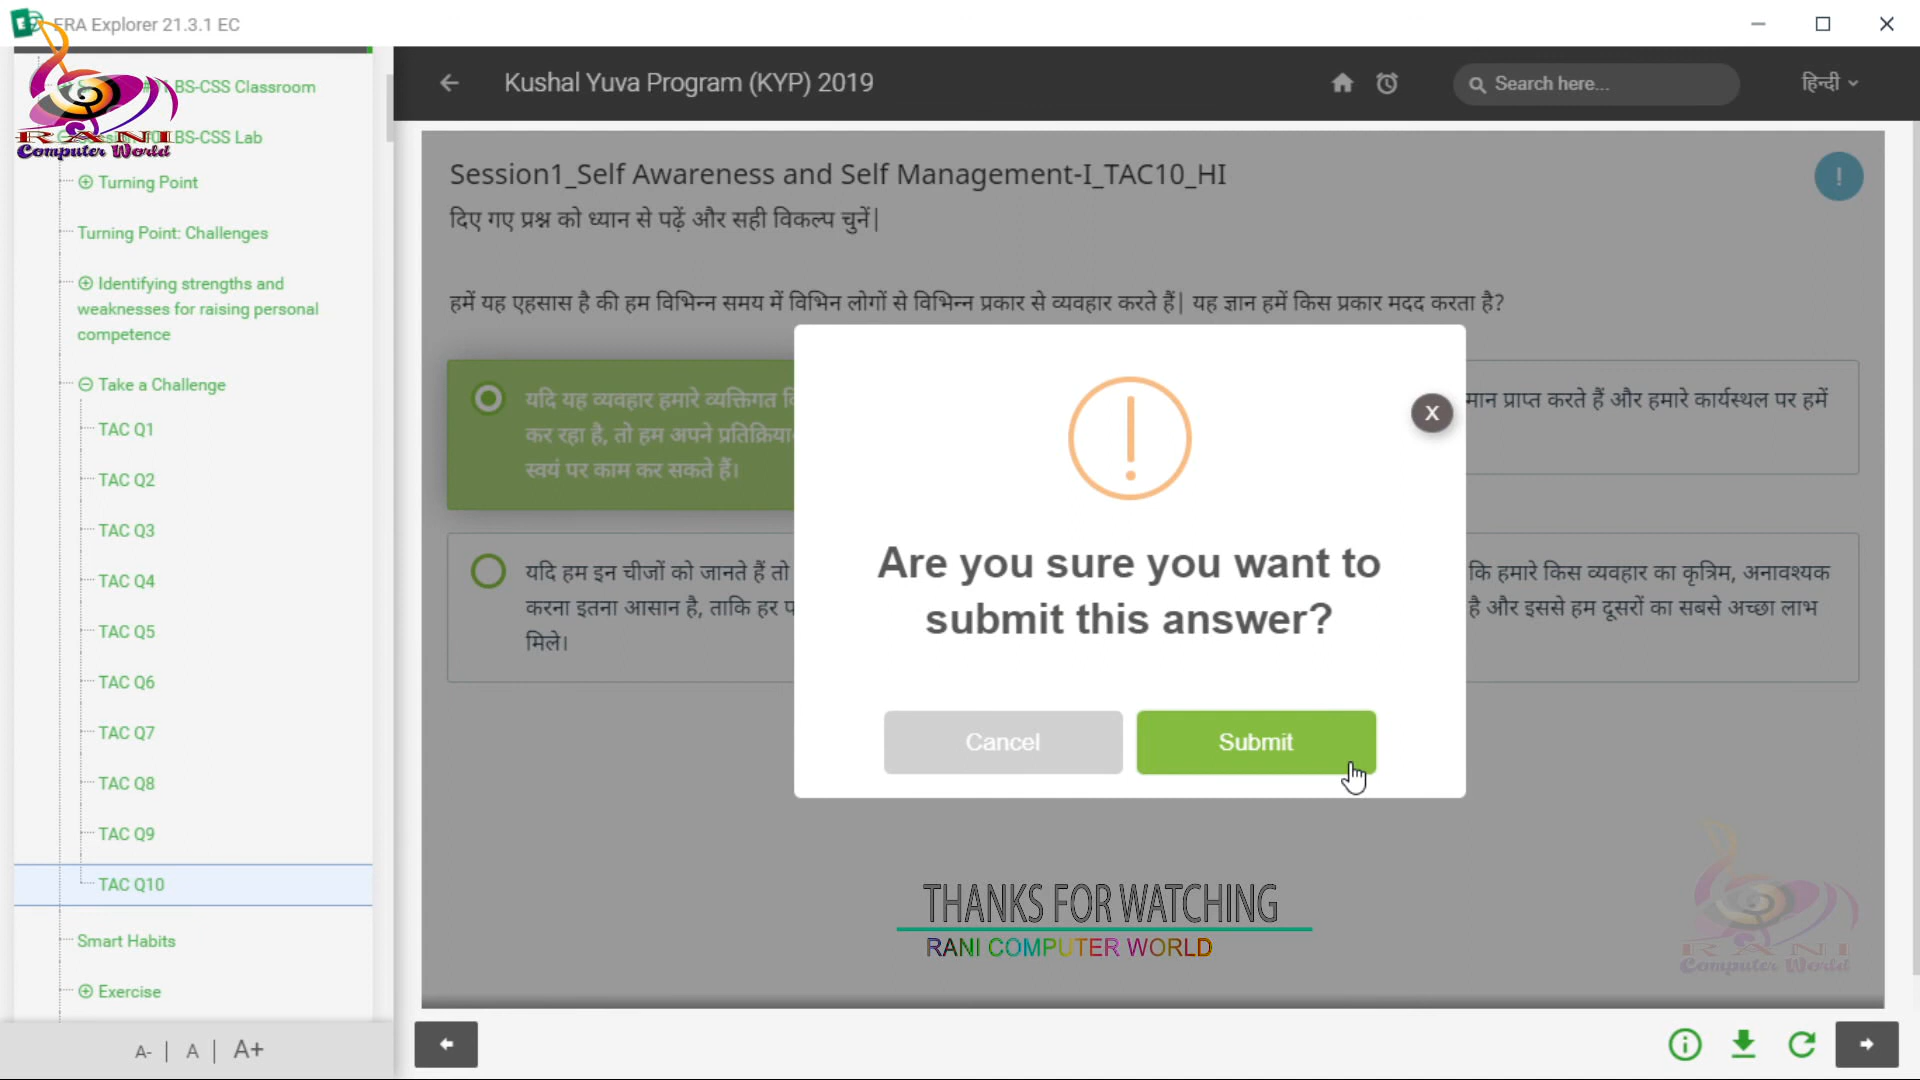 ERA Explorer 21.3.1 EC
BS-CSS Classroom
BS-CSS Lab
RANI
Computer World
⊕ Turning Point
Turning Point: Challenges
⊕ Identifying strengths and
weaknesses for raising personal
competence
⊖ Take a Challenge
TAC Q1
TAC Q2
TAC Q3
TAC Q4
TAC Q5
TAC Q6
TAC Q7
TAC Q8
TAC Q9
TAC Q10
Smart Habits
⊕ Exercise
A- | A | A+
Kushal Yuva Program (KYP) 2019
Search here...
हिन्दी
Session1_Self Awareness and Self Management-I_TAC10_HI
!
दिए गए प्रश्न को ध्यान से पढ़ें और सही विकल्प चुनें|
हमें यह एहसास है की हम विभिन्न समय में विभिन लोगों से विभिन्न प्रकार से व्यवहार करते हैं| यह ज्ञान हमें किस प्रकार मदद करता है?
यदि यह व्यवहार हमारे व्यक्तिगत
कर रहा है, तो हम अपने प्रतिक्रिया
स्वयं पर काम कर सकते हैं।
मान प्राप्त करते हैं और हमारे कार्यस्थल पर हमें
यदि हम इन चीजों को जानते हैं तो
करना इतना आसान है, ताकि हर
मिले।
कि हमारे किस व्यवहार का कृत्रिम, अनावश्यक
है और इससे हम दूसरों का सबसे अच्छा लाभ
X
Are you sure you want to
submit this answer?
Cancel
Submit
THANKS FOR WATCHING
RANI COMPUTER WORLD
RANI
Computer World